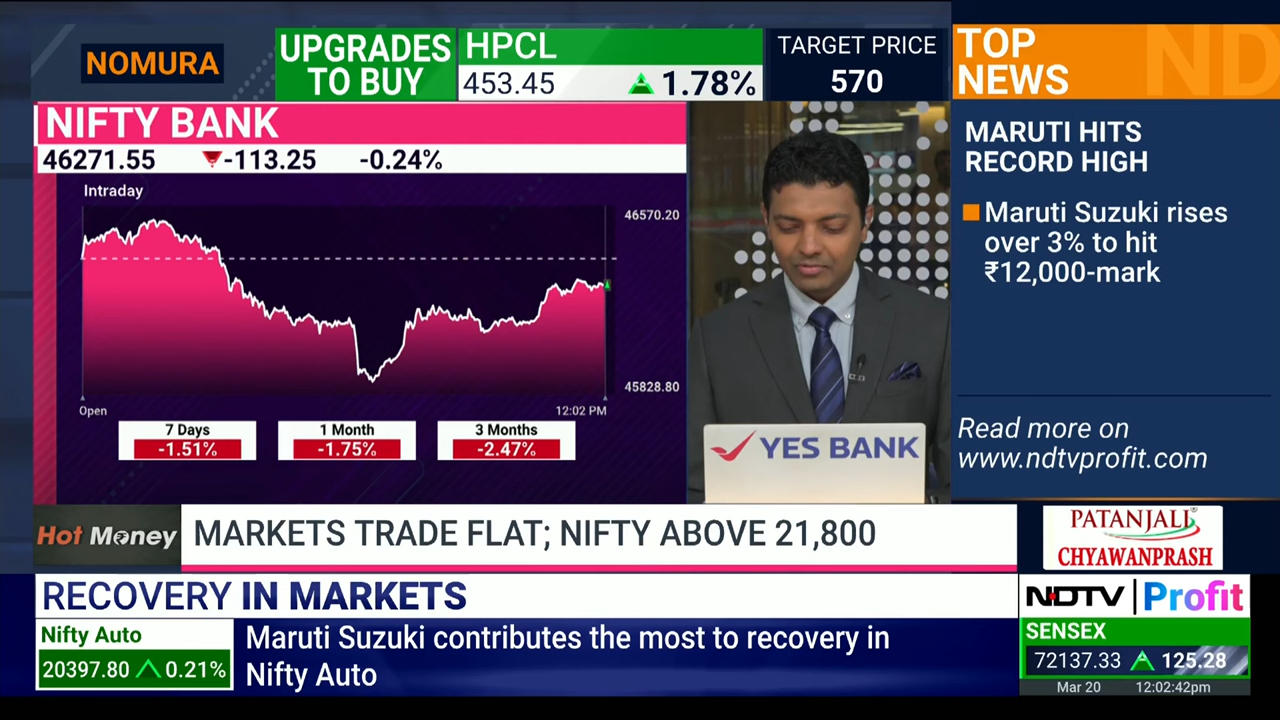 NOMURA
UPGRADES
TO BUY
HPCL
453.45 1.78%
TARGET PRICE
570
TOP
NEWS
ND
NIFTY BANK
46271.55 -113.25 -0.24%
Intraday
46570.20
45828.80
Open 12:02 PM
7 Days
-1.51%
1 Month
-1.75%
3 Months
-2.47%
YES BANK
MARUTI HITS
RECORD HIGH
Maruti Suzuki rises
over 3% to hit
₹12,000-mark
Read more on
www.ndtvprofit.com
Hot Money
MARKETS TRADE FLAT; NIFTY ABOVE 21,800
PATANJALI
CHYAWANPRASH
RECOVERY IN MARKETS
NDTV Profit
Nifty Auto
20397.80 0.21%
Maruti Suzuki contributes the most to recovery in
Nifty Auto
SENSEX
72137.33 125.28
Mar 20 12:02:42pm